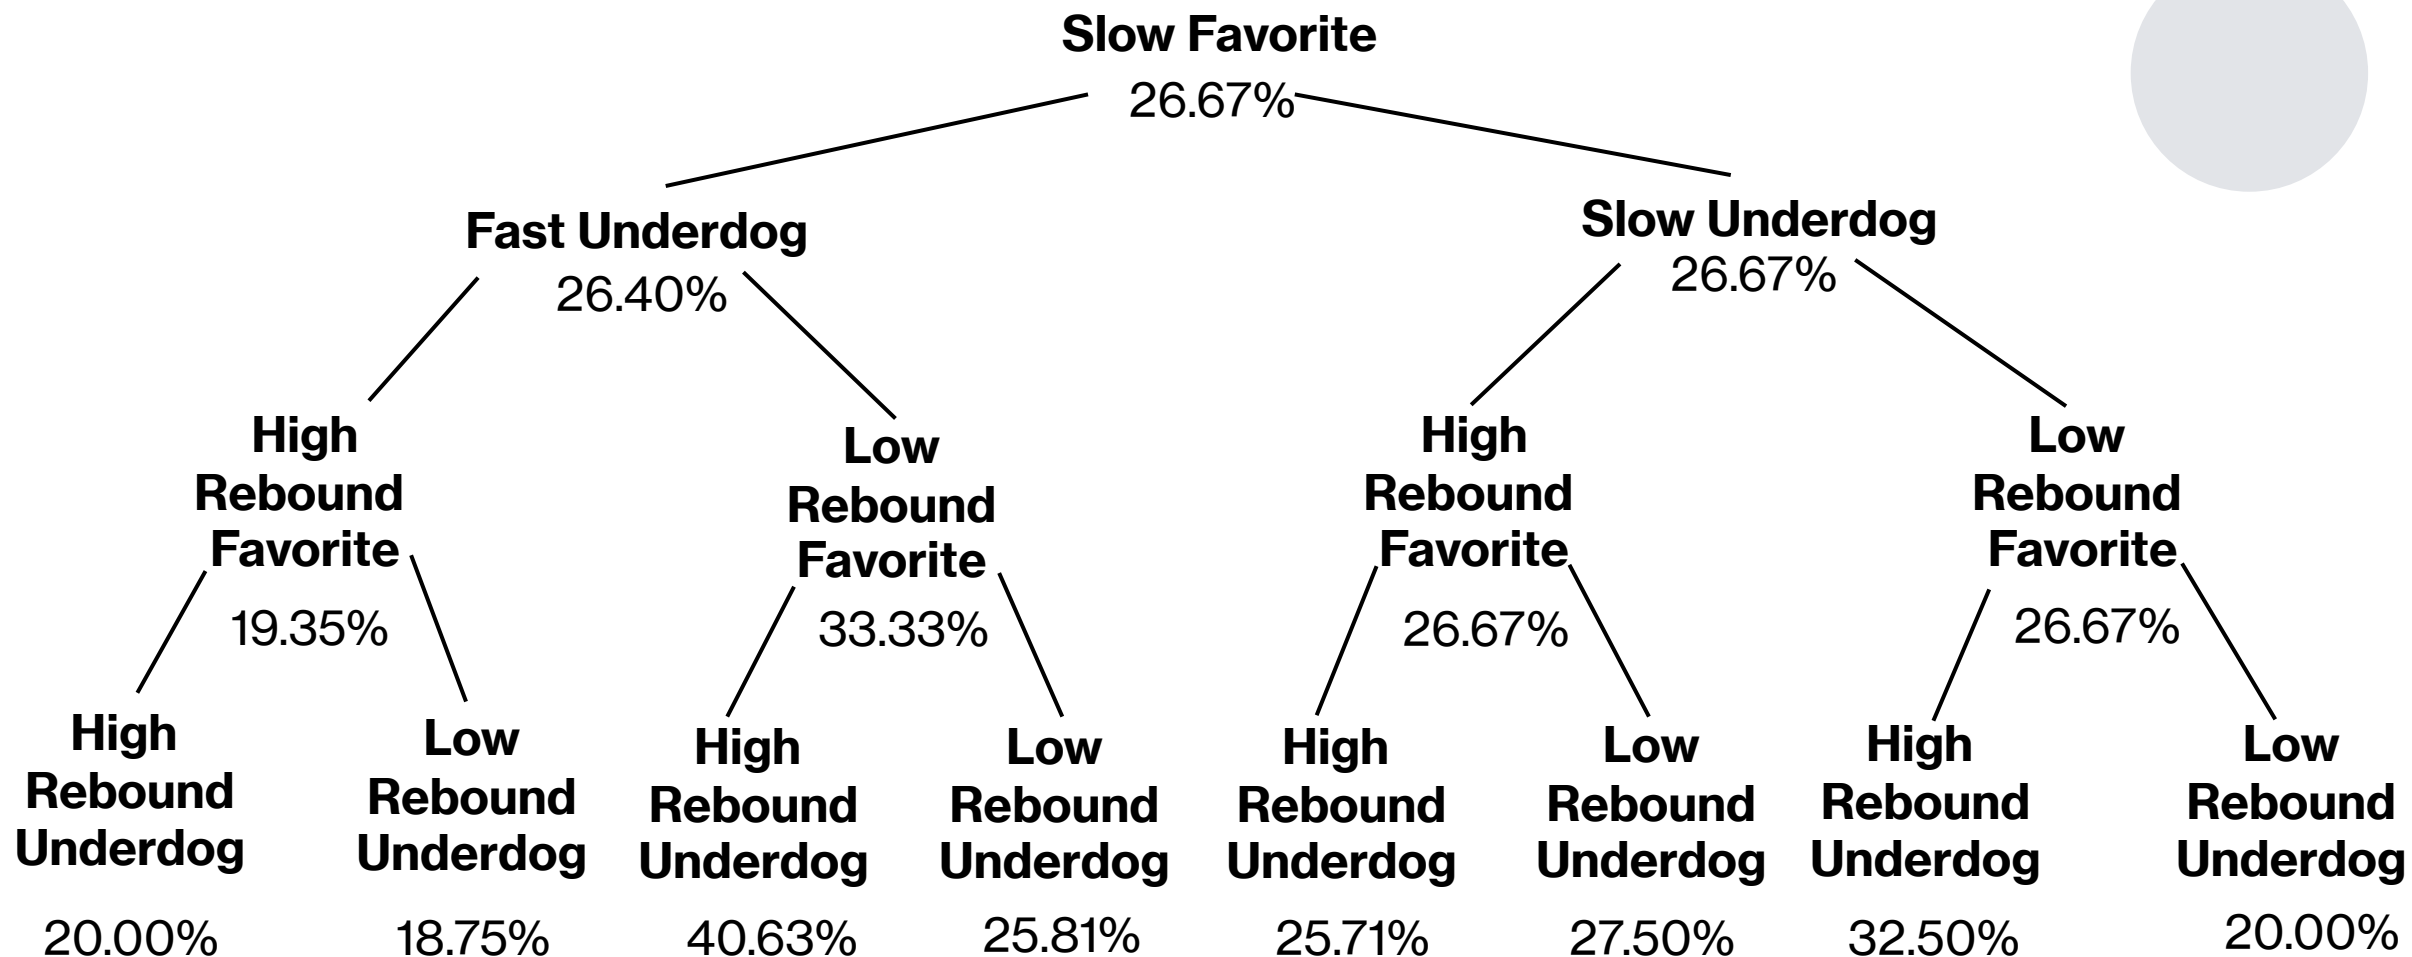 Slow Favorite
26.67%
Fast Underdog
26.40%
Slow Underdog
26.67%
High
Rebound
Favorite
19.35%
Low
Rebound
Favorite
33.33%
High
Rebound
Favorite
26.67%
Low
Rebound
Favorite
26.67%
High
Rebound
Underdog
20.00%
Low
Rebound
Underdog
18.75%
High
Rebound
Underdog
40.63%
Low
Rebound
Underdog
25.81%
High
Rebound
Underdog
25.71%
Low
Rebound
Underdog
27.50%
High
Rebound
Underdog
32.50%
Low
Rebound
Underdog
20.00%